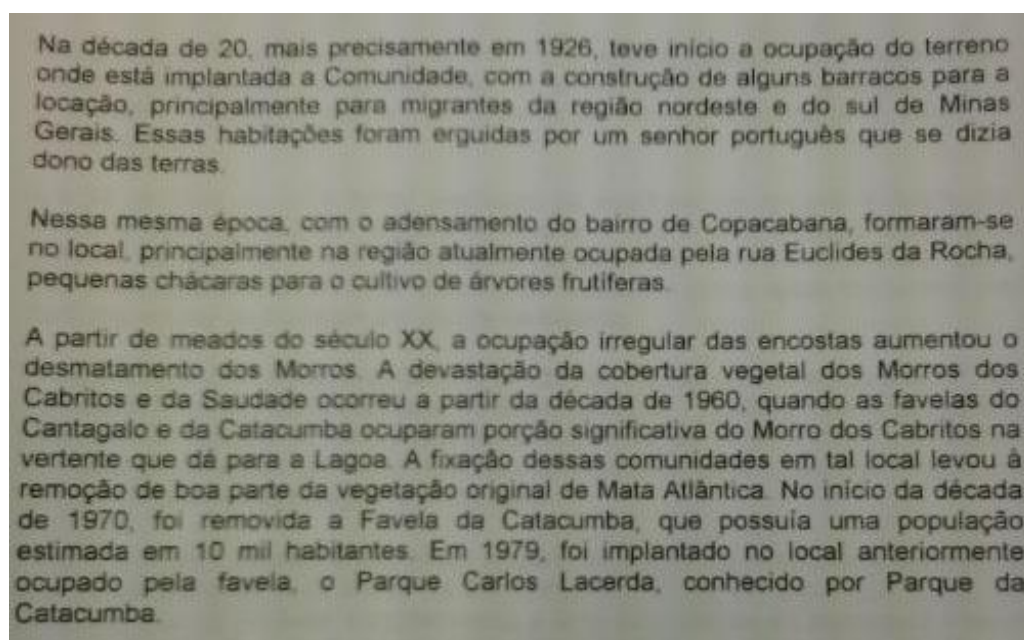 Na década de 20, mais precisamente em 1926, teve início a ocupação do terreno
onde está implantada a Comunidade, com a construção de alguns barracos para a
locação, principalmente para migrantes da região nordeste e do sul de Minas
Gerais. Essas habitações foram erguidas por um senhor português que se dizia
dono das terras.
Nessa mesma época, com o adensamento do bairro de Copacabana, formaram-se
no local, principalmente na região atualmente ocupada pela rua Euclides da Rocha,
pequenas chácaras para o cultivo de árvores frutíferas.
A partir de meados do século XX, a ocupação irregular das encostas aumentou o
desmatamento dos Morros. A devastação da cobertura vegetal dos Morros dos
Cabritos e da Saudade ocorreu a partir da década de 1960, quando as favelas do
Cantagalo e da Catacumba ocuparam porção significativa do Morro dos Cabritos na
vertente que dá para a Lagoa. A fixação dessas comunidades em tal local levou à
remoção de boa parte da vegetação original de Mata Atlântica. No início da década
de 1970, foi removida a Favela da Catacumba, que possuía uma população
estimada em 10 mil habitantes. Em 1979, foi implantado no local anteriormente
ocupado pela favela, o Parque Carlos Lacerda, conhecido por Parque da
Catacumba.